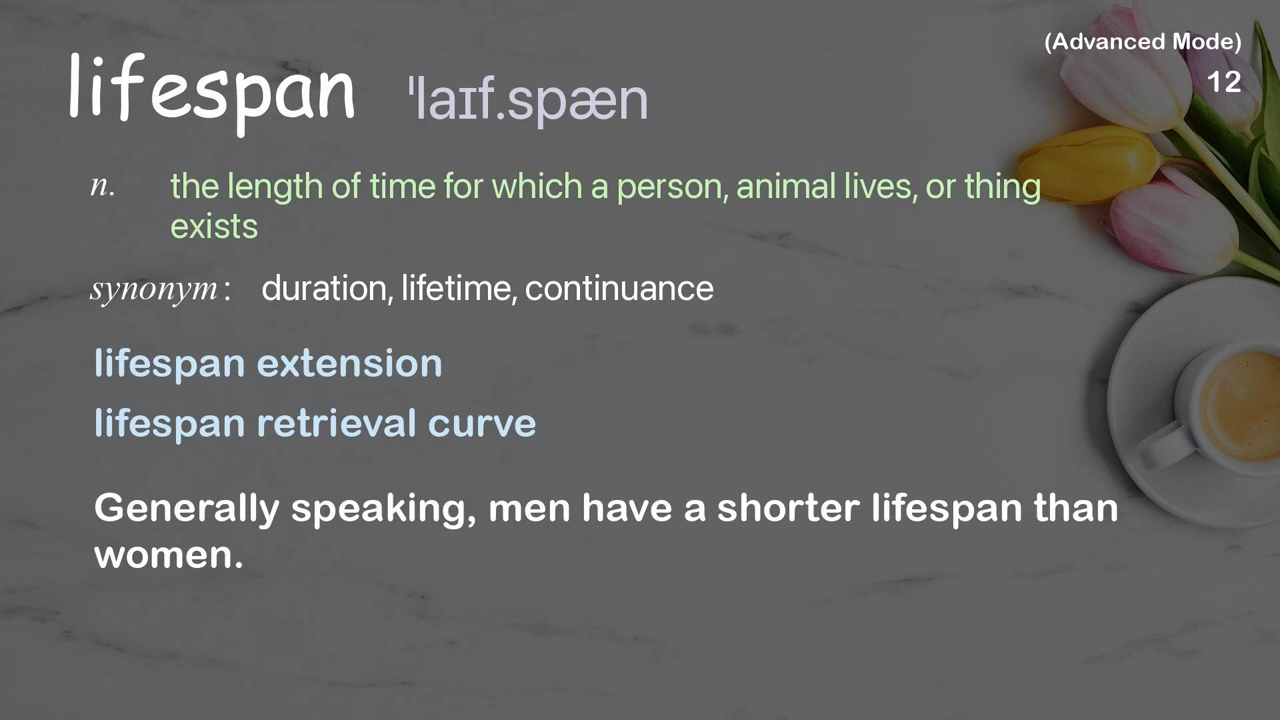 (Advanced Mode)
12
lifespan ˈlaɪf.spæn
n. the length of time for which a person, animal lives, or thing
exists
synonym: duration, lifetime, continuance
lifespan extension
lifespan retrieval curve
Generally speaking, men have a shorter lifespan than
women.